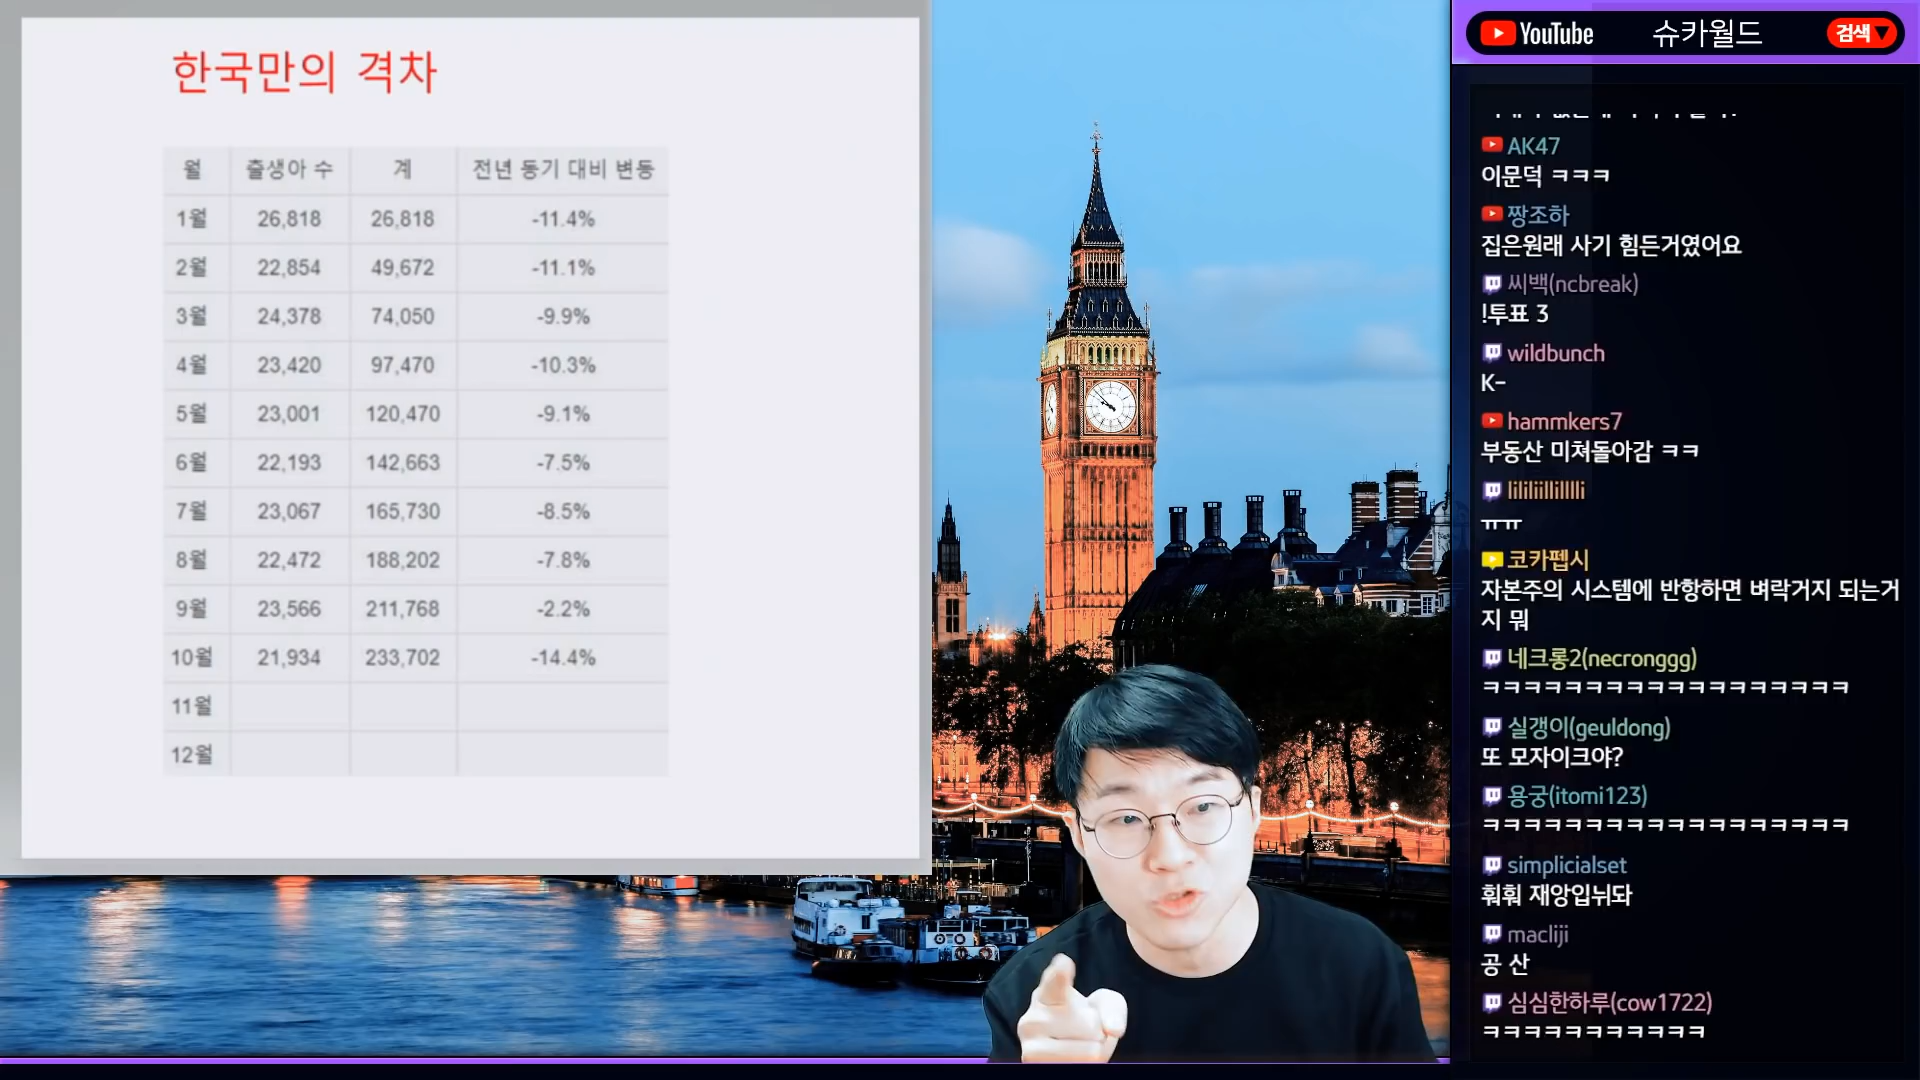 한국만의 격차
월 출생아 수 계 전년 동기 대비 변동
1월 26,818 26,818 -11.4%
2월 22,854 49,672 -11.1%
3월 24,378 74,050 -9.9%
4월 23,420 97,470 -10.3%
5월 23,001 120,470 -9.1%
6월 22,193 142,663 -7.5%
7월 23,067 165,730 -8.5%
8월 22,472 188,202 -7.8%
9월 23,566 211,768 -2.2%
10월 21,934 233,702 -14.4%
11월
12월
YouTube 슈카월드 검색▼
AK47
이문덕 ㅋㅋㅋ
짱조하
집은원래 사기 힘든거였어요
씨백(ncbreak)
!투표 3
wildbunch
K-
hammkers7
부동산 미쳐돌아감 ㅋㅋ
ㅠㅠ
코카펩시
자본주의 시스템에 반항하면 벼락거지 되는거
지 뭐
네크롱2(necronggg)
ㅋㅋㅋㅋㅋㅋㅋㅋㅋㅋㅋㅋㅋㅋㅋㅋㅋㅋ
실갱이(geuldong)
또 모자이크야?
용궁(itomi123)
ㅋㅋㅋㅋㅋㅋㅋㅋㅋㅋㅋㅋㅋㅋㅋㅋㅋㅋ
simplicialset
훠훠 재앙입뉘돠
macliji
공 산
심심한하루(cow1722)
ㅋㅋㅋㅋㅋㅋㅋㅋㅋㅋㅋ